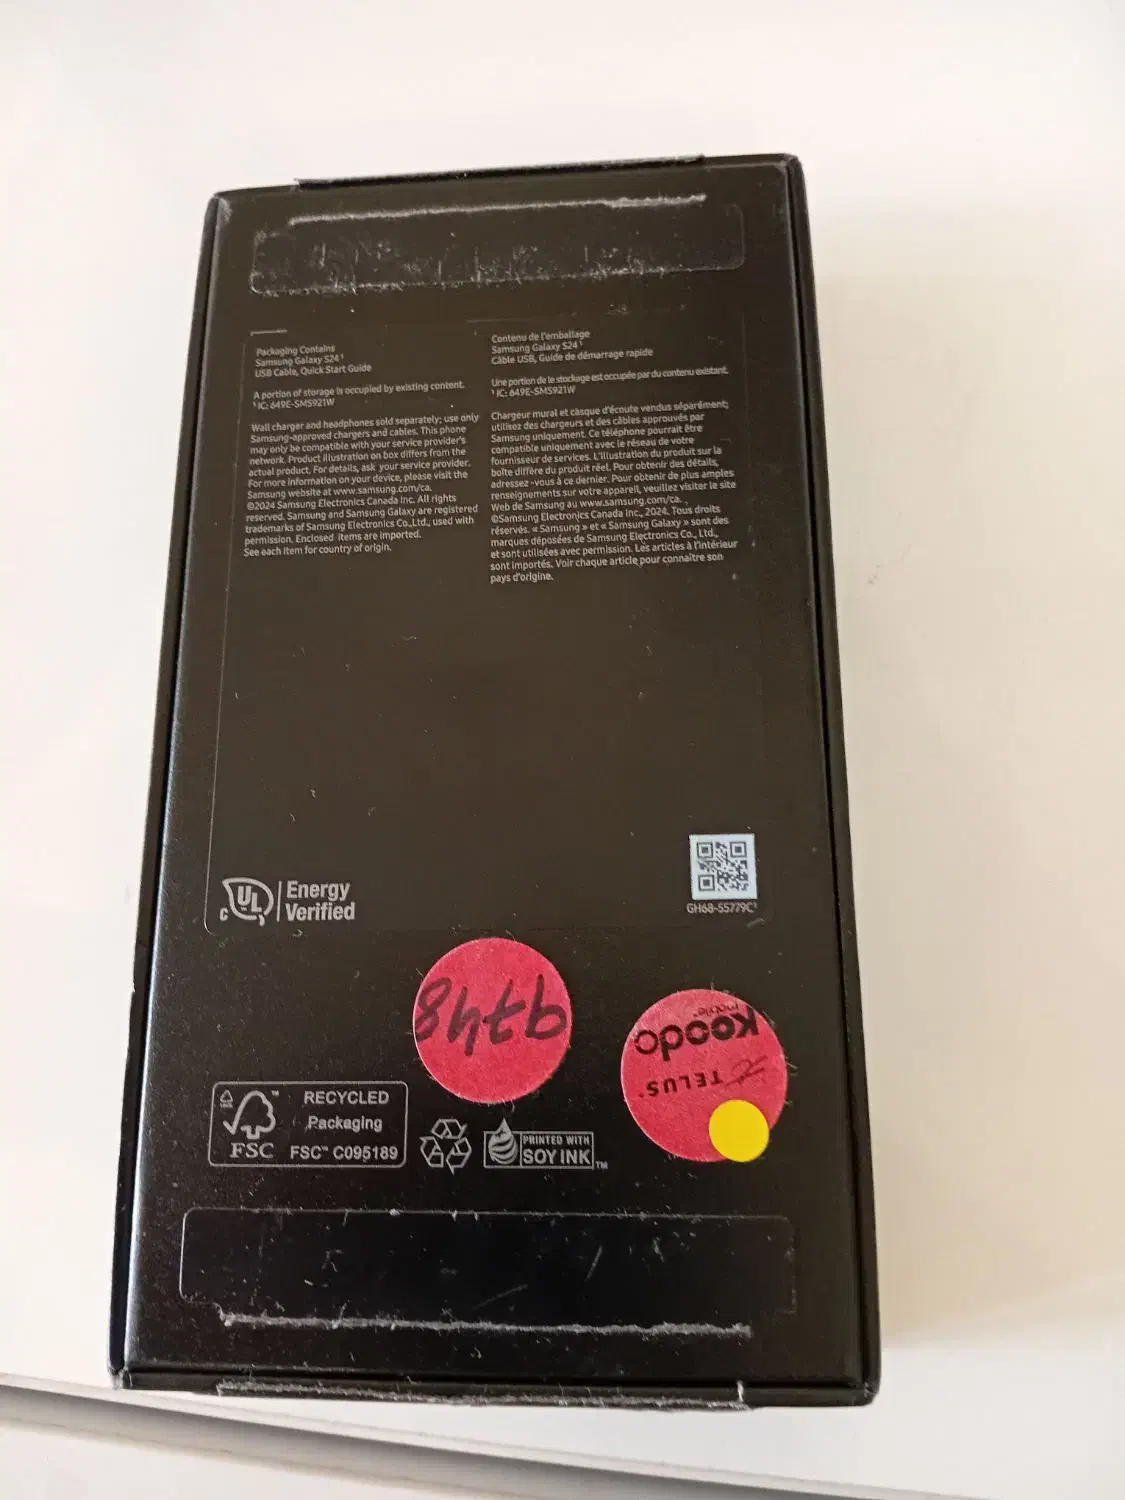 Packaging Contains
Samsung Galaxy S24¹
USB Cable, Quick Start Guide
A portion of storage is occupied by existing content.
¹ IC: 649E-SMS921W
Wall charger and headphones sold separately; use only
Samsung-approved chargers and cables. This phone
may only be compatible with your service provider's
network. Product illustration on box differs from the
actual product. For details, ask your service provider.
For more information on your device, please visit the
Samsung website at www.samsung.com/ca.
©2024 Samsung Electronics Canada Inc. All rights
reserved. Samsung and Samsung Galaxy are registered
trademarks of Samsung Electronics Co.,Ltd., used with
permission. Enclosed items are imported.
See each item for country of origin.
Contenu de l'emballage
Samsung Galaxy S24¹
Câble USB, Guide de démarrage rapide
Une portion de le stockage est occupée par du contenu existant.
¹ IC: 649E-SMS921W
Chargeur mural et casque d'écoute vendus séparément;
utilisez des chargeurs et des câbles approuvés par
Samsung uniquement. Ce téléphone pourrait être
compatible uniquement avec le réseau de votre
fournisseur de services. L'illustration du produit sur la
boîte diffère du produit réel. Pour obtenir des détails,
adressez -vous à ce dernier. Pour obtenir de plus amples
renseignements sur votre appareil, veuillez visiter le site
Web de Samsung au www.samsung.com/ca.
©Samsung Electronics Canada Inc., 2024. Tous droits
réservés. « Samsung » et « Samsung Galaxy » sont des
marques déposées de Samsung Electronics Co., Ltd.,
et sont utilisées avec permission. Les articles à l'intérieur
sont importés. Voir chaque article pour connaître son
pays d'origine.
c UL Energy
Verified
GH68-55779C
9748
koodo
mobile
TELUS
RECYCLED
Packaging
FSC FSC™ C095189
PRINTED WITH
SOY INK™